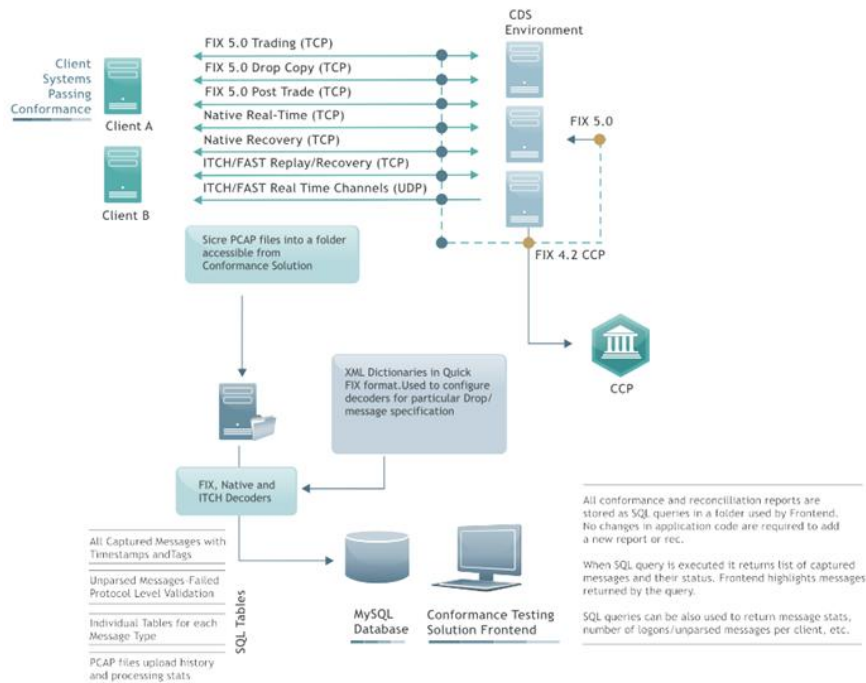 Client
Systems
Passing
Conformance
Client A
Client B
FIX 5.0 Trading (TCP)
FIX 5.0 Drop Copy (TCP)
FIX 5.0 Post Trade (TCP)
Native Real-Time (TCP)
Native Recovery (TCP)
ITCH/FAST Replay/Recovery (TCP)
ITCH/FAST Real Time Channels (UDP)
CDS
Environment
FIX 5.0
FIX 4.2 CCP
CCP
Sicre PCAP files into a folder
accessible from
Conformance Solution
XML Dictionaries in Quick
FIX format.Used to configure
decoders for particular Drop/
message specification
FIX, Native and
ITCH Decoders
All Captured Messages with
Timestamps andTags
Unparsed Messages-Failed
Protocol Level Validation
Individual Tables for each
Message Type
PCAP files upload history
and processing stats
SQL Tables
MySQL
Database
Conformance Testing
Solution Frontend
All conformance and reconcilliation reports are
stored as SQL queries in a folder used by Frontend.
No changes in application code are required to add
a new report or rec.
When SQL query is executed it returns list of captured
messages and their status. Frontend highlights messages
returned by the query.
SQL queries can be also used to return message stats,
number of logons/unparsed messages per client, etc.